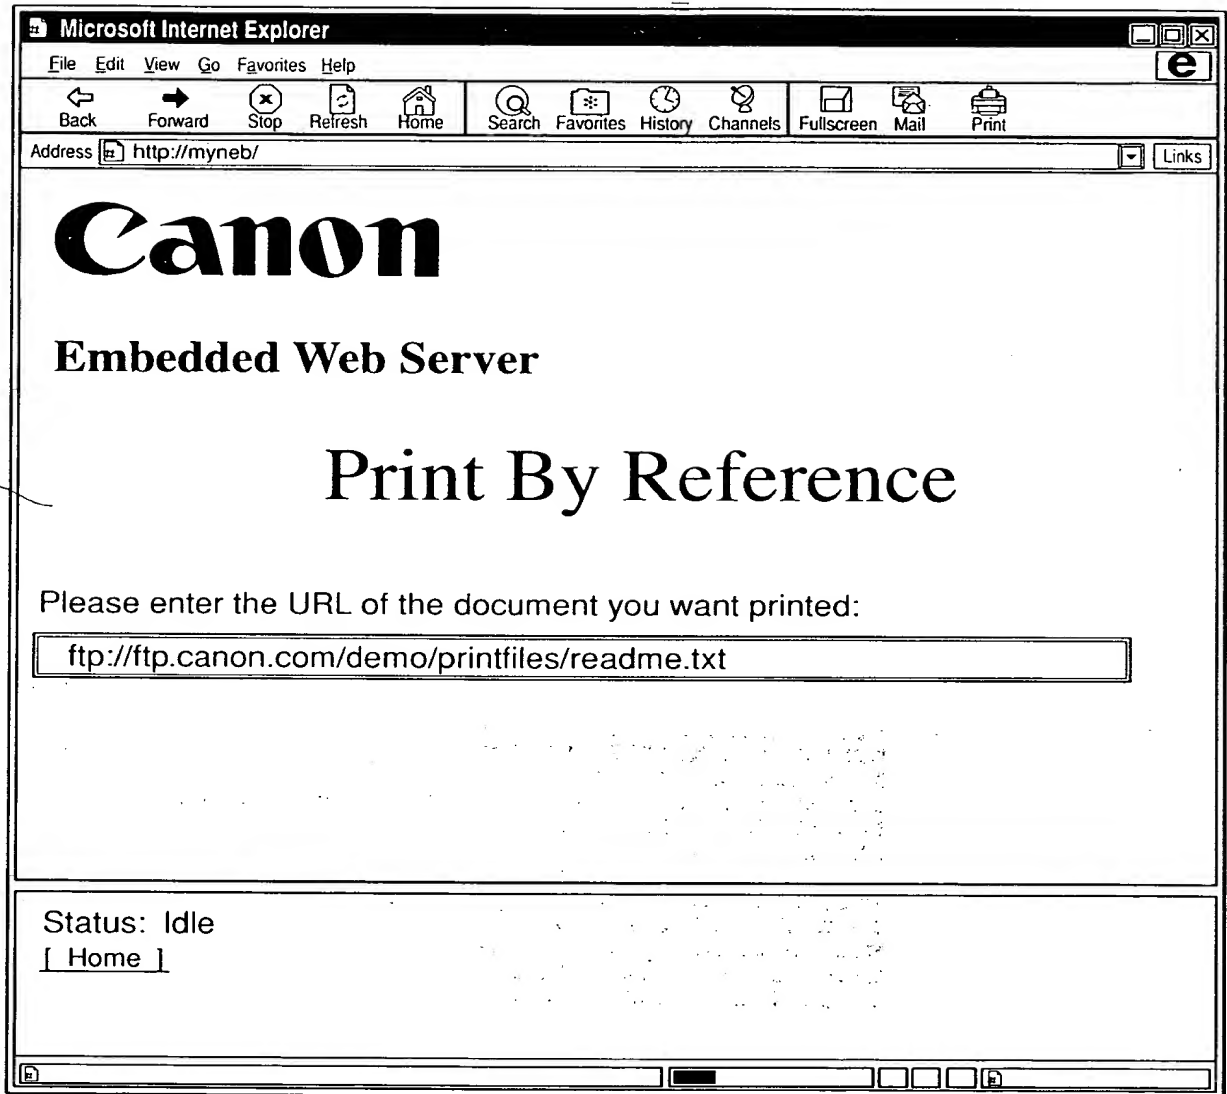 Microsoft Internet Explorer
File Edit View Go Favorites Help
e
Back Forward Stop Refresh Home Search Favorites History Channels Fullscreen Mail Print
Address http://myneb/ Links
Canon
Embedded Web Server
Print By Reference
Please enter the URL of the document you want printed:
ftp://ftp.canon.com/demo/printfiles/readme.txt
Status: Idle
[ Home ]